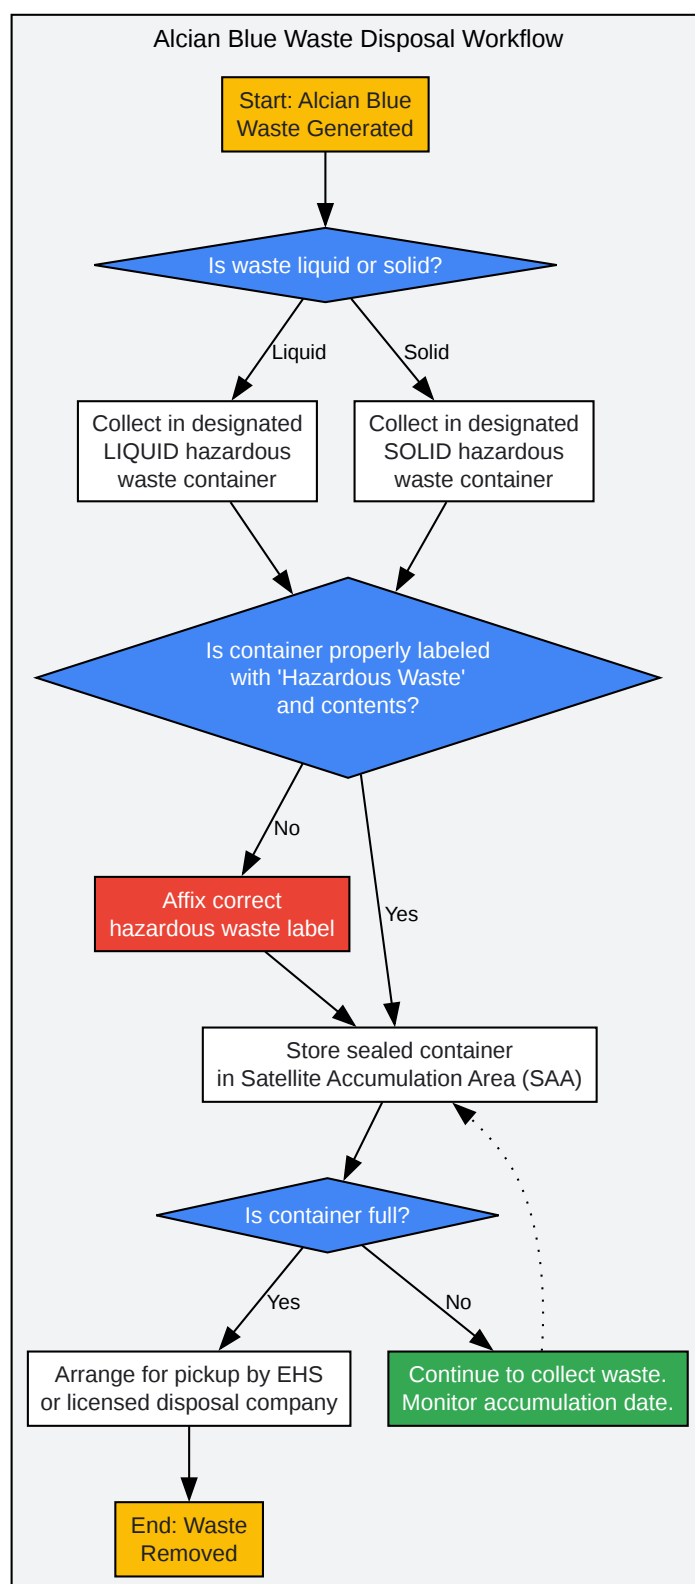 Alcian Blue Waste Disposal Workflow
Start: Alcian Blue
Waste Generated
Is waste liquid or solid?
Liquid
Solid
Collect in designated
LIQUID hazardous
waste container
Collect in designated
SOLID hazardous
waste container
Is container properly labeled
with 'Hazardous Waste'
and contents?
No
Yes
Affix correct
hazardous waste label
Store sealed container
in Satellite Accumulation Area (SAA)
Is container full?
Yes
No
Arrange for pickup by EHS
or licensed disposal company
Continue to collect waste.
Monitor accumulation date.
End: Waste
Removed